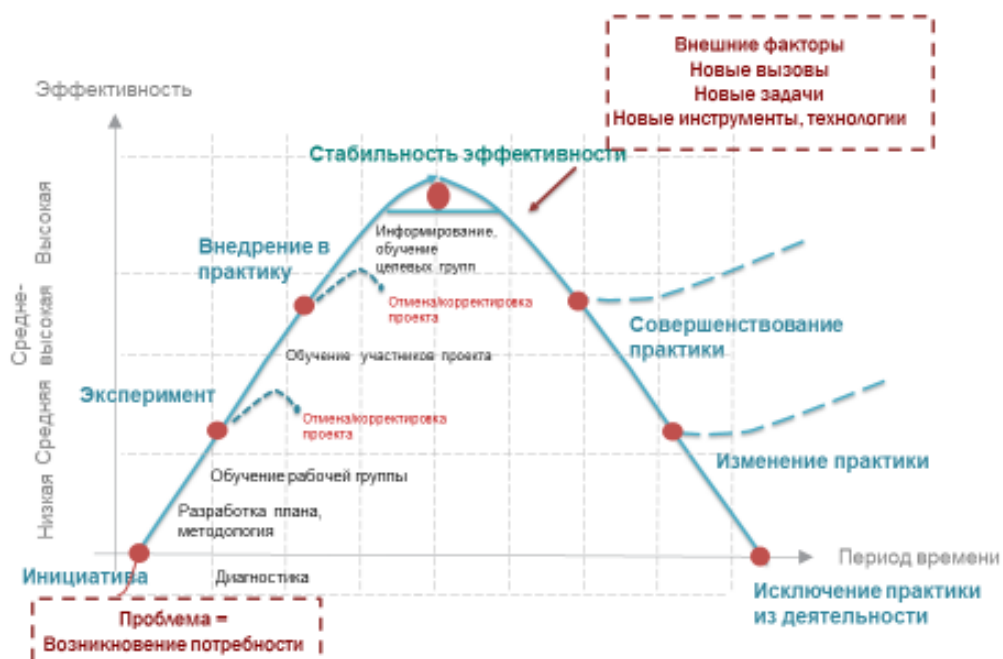 Внешние факторы
Новые вызовы
Новые задачи
Новые инструменты, технологии
Эффективность
Стабильность эффективности
Высокая
Средне-
высокая
Средняя
Низкая
Внедрение в
практику
Информирование,
обучение
целевых групп
Отмена/корректировка
проекта
Совершенствование
практики
Обучение участников проекта
Эксперимент
Отмена/корректировка
проекта
Изменение практики
Обучение рабочей группы
Разработка плана,
методология
Период времени
Инициатива
Диагностика
Исключение практики
из деятельности
Проблема =
Возникновение потребности